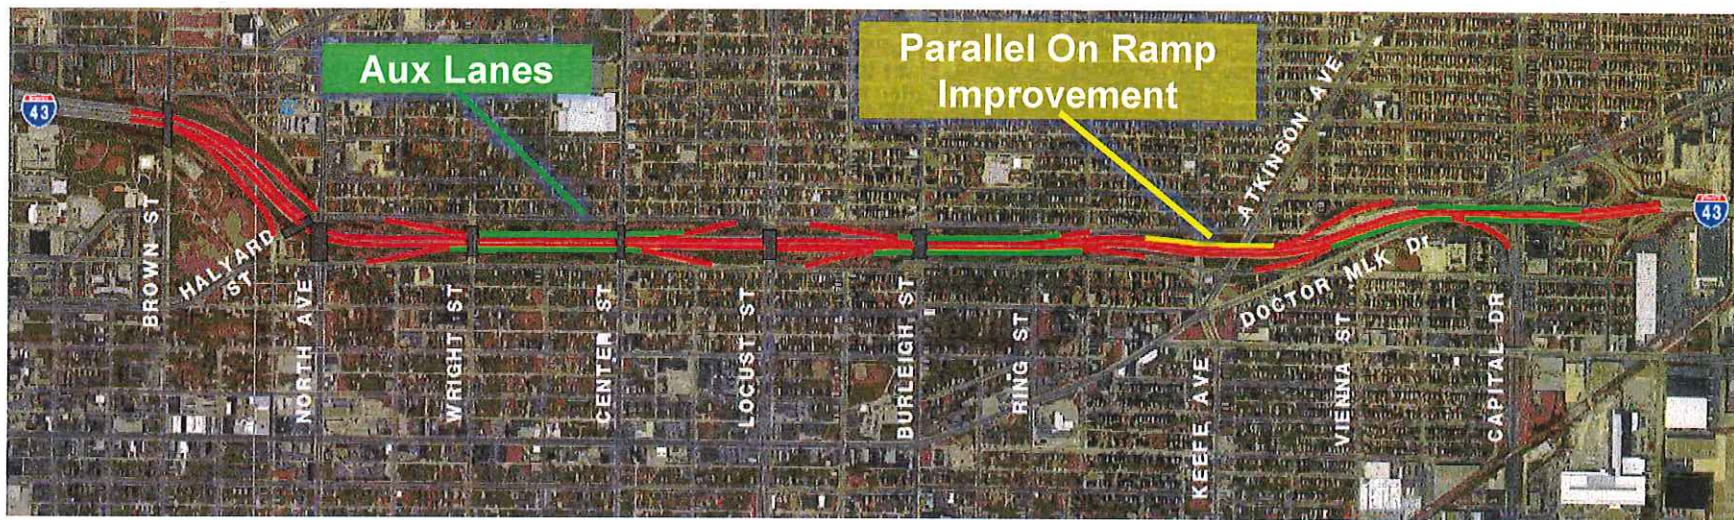 Aux Lanes
Parallel On Ramp
Improvement
43
43
BROWN ST
HALYARD
ST
NORTH AVE
WRIGHT ST
CENTER ST
LOCUST ST
BURLEIGH ST
RING ST
KEEFE AVE
ATKINSON AVE
DOCTOR MLK Dr
VIENNA ST
CAPITAL DR